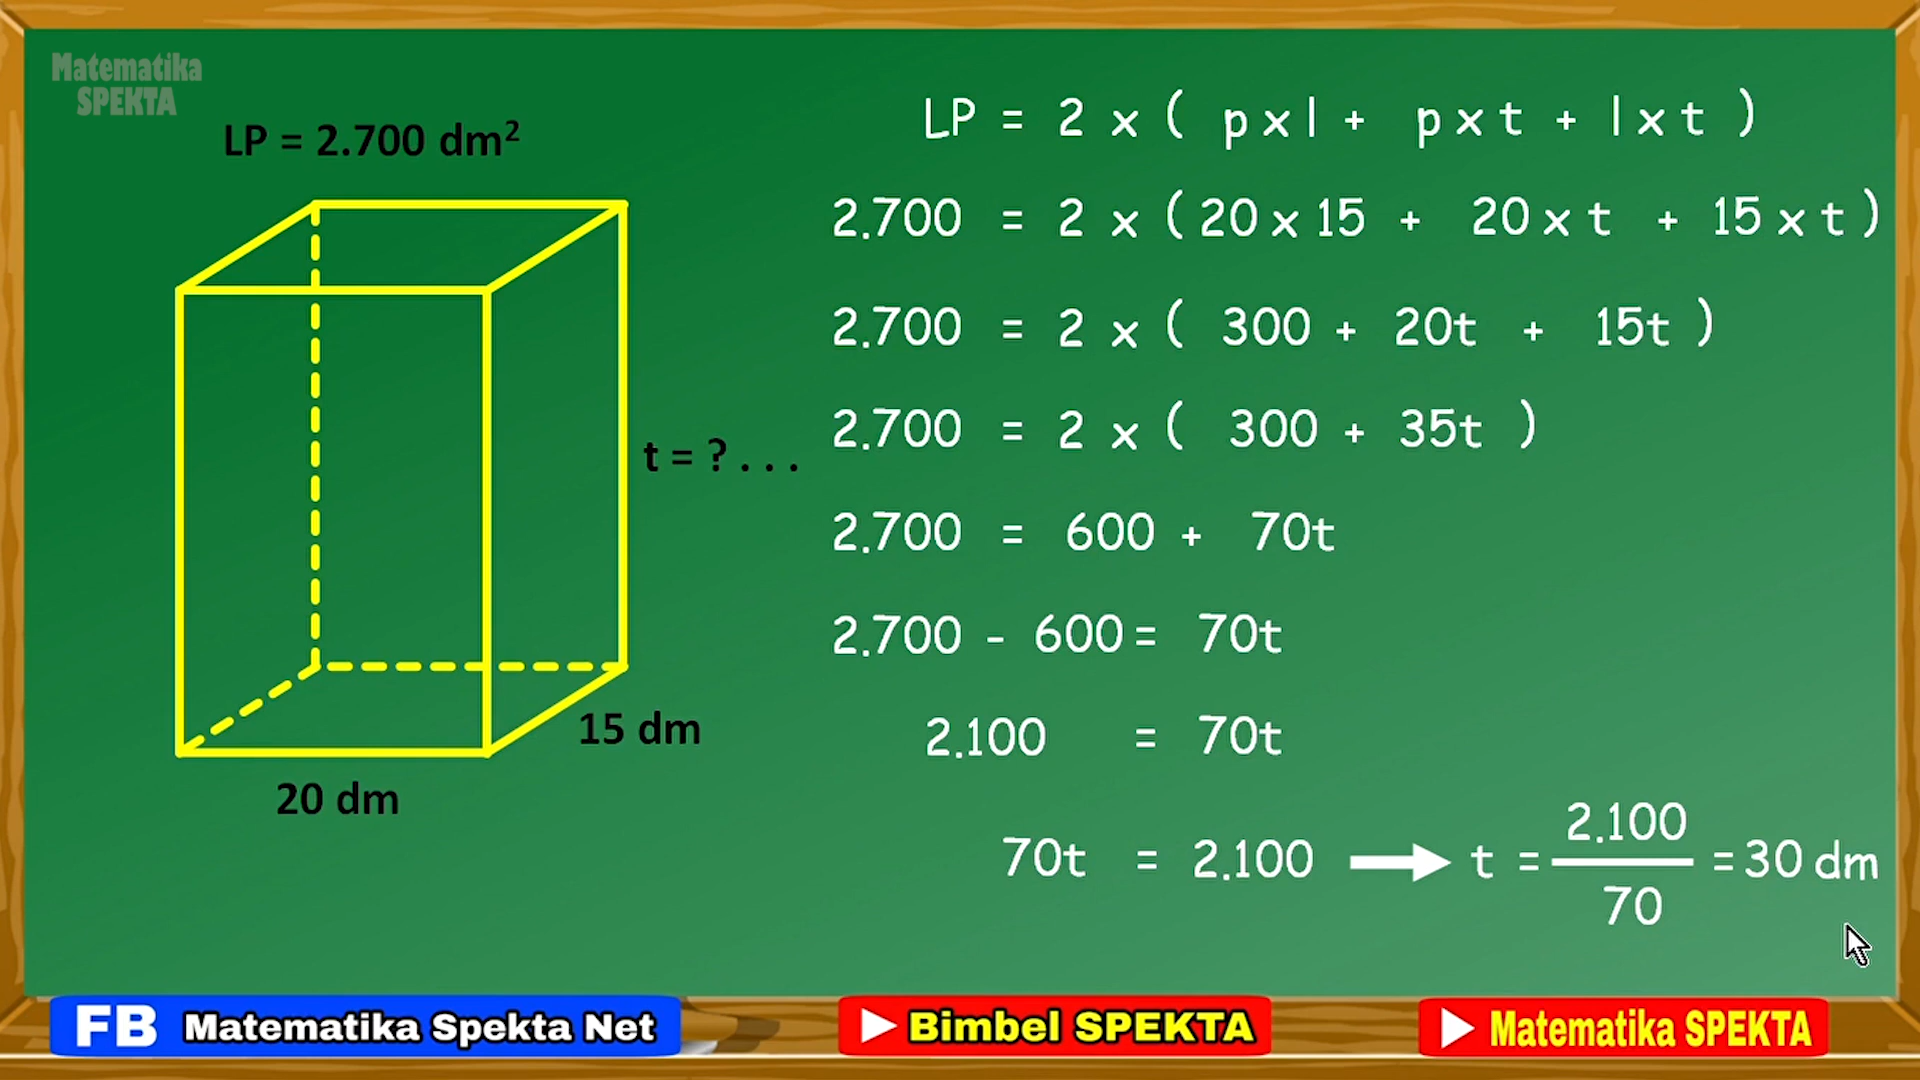 Matematika
SPEKTA
LP = 2.700 dm²
t = ? . . .
15 dm
20 dm
LP = 2 x ( p x l + p x t + l x t )
2.700 = 2 x ( 20 x 15 + 20 x t + 15 x t )
2.700 = 2 x ( 300 + 20t + 15t )
2.700 = 2 x ( 300 + 35t )
2.700 = 600 + 70t
2.700 - 600 = 70t
2.100 = 70t
70t = 2.100 → t = 2.100/70 = 30 dm
FB Matematika Spekta Net
Bimbel SPEKTA
Matematika SPEKTA